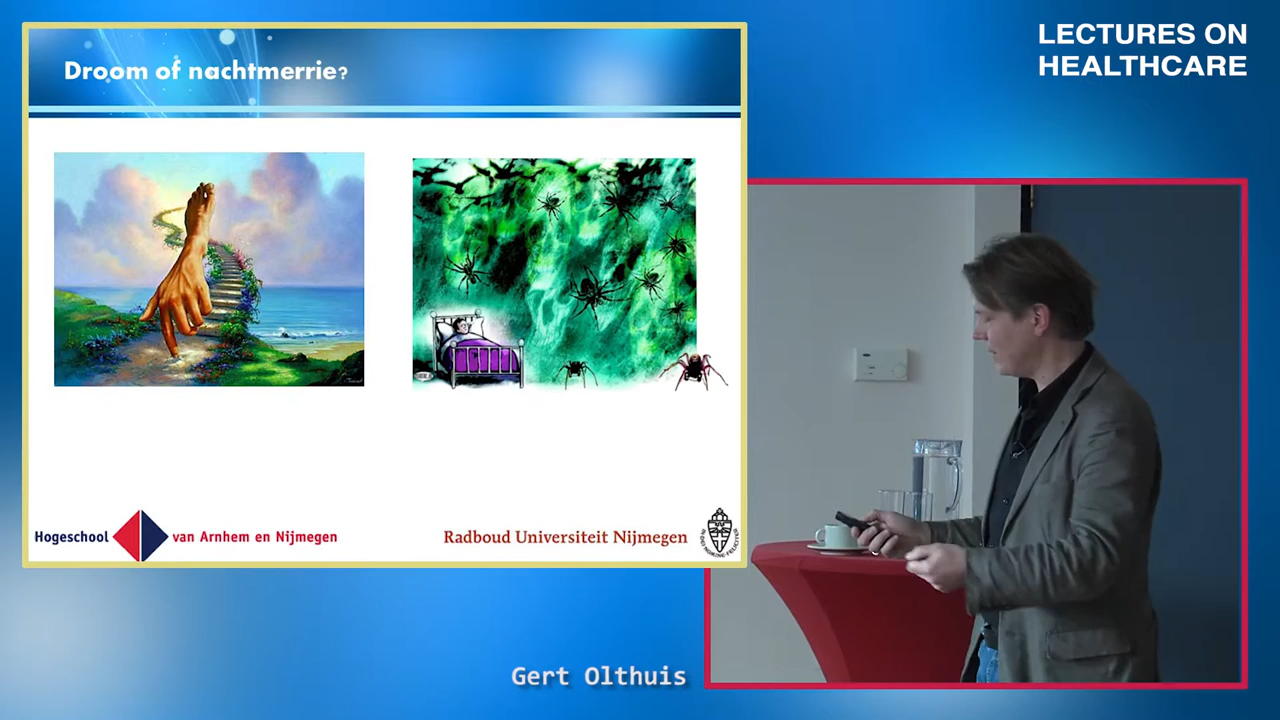 LECTURES ON
HEALTHCARE
Droom of nachtmerrie?
Hogeschool van Arnhem en Nijmegen
Radboud Universiteit Nijmegen
Gert Olthuis